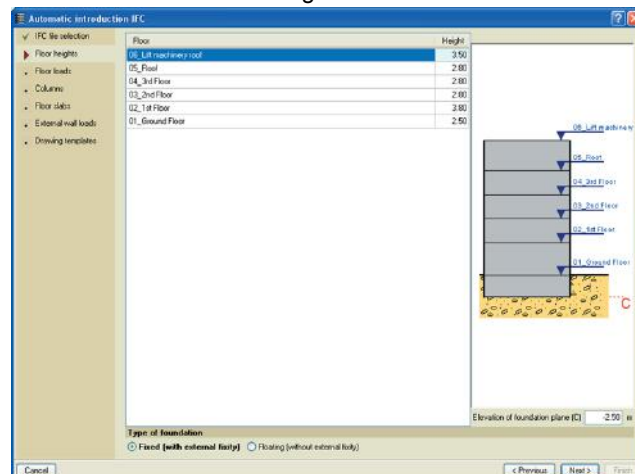 Automatic introduction IFC
IFC file selection
Floor heights
Floor loads
Columns
Floor slabs
External wall loads
Drawing templates
Floor Height
06_Lift machinery roof 3.50
05_Roof 2.80
04_3rd Floor 2.80
03_2nd Floor 2.80
02_1st Floor 3.80
01_Ground Floor 2.50
06_Lift machinery
05_Roof
04_3rd Floor
03_2nd Floor
02_1st Floor
01_Ground Floor
C
Elevation of foundation plane (C) -2.50 m
Type of foundation
Fixed (with external fixity) Floating (without external fixity)
Cancel < Previous Next > Finish